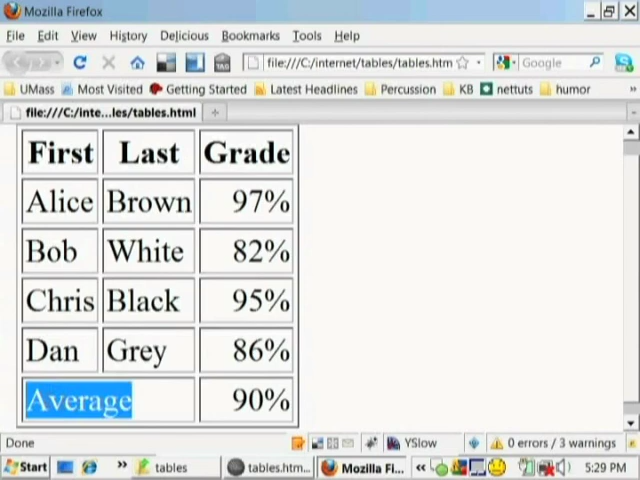 Mozilla Firefox
File Edit View History Delicious Bookmarks Tools Help
file:///C:/internet/tables/tables.htm Google
UMass Most Visited Getting Started Latest Headlines Percussion KB nettuts humor »
file:///C:/inte...les/tables.html
First Last Grade
Alice Brown 97%
Bob White 82%
Chris Black 95%
Dan Grey 86%
Average 90%
Done YSlow 0 errors / 3 warnings
Start » tables tables.htm... Mozilla Fi... « 5:29 PM